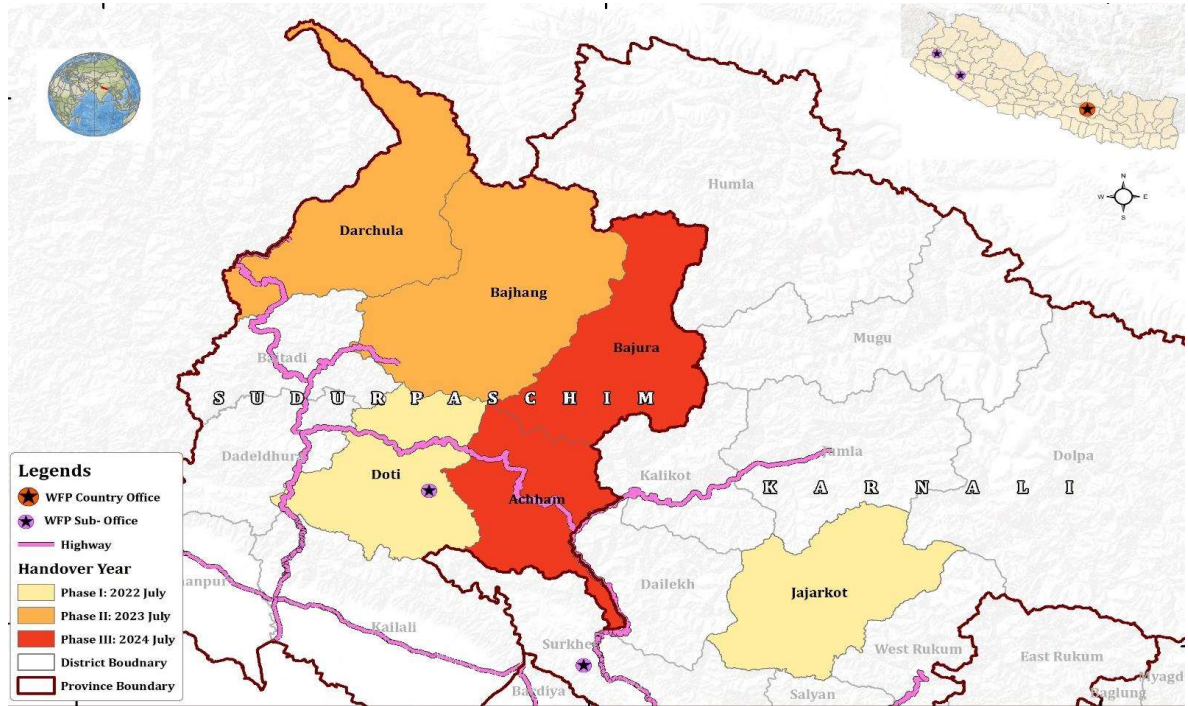 N
W E
S
Humla
Darchula
Bajhang
Bajura
Mugu
Baitadi
S U D U R P A S C H I M
Dadeldhura
Doti
Achham
Kalikot
Jumla
Dolpa
K A R N A L I
Dailekh
Jajarkot
Kailali
Surkhet
Bardiya
West Rukum
East Rukum
Salyan
Baglung
Legends
WFP Country Office
WFP Sub- Office
Highway
Handover Year
Phase I: 2022 July
Phase II: 2023 July
Phase III: 2024 July
District Boudnary
Province Boundary